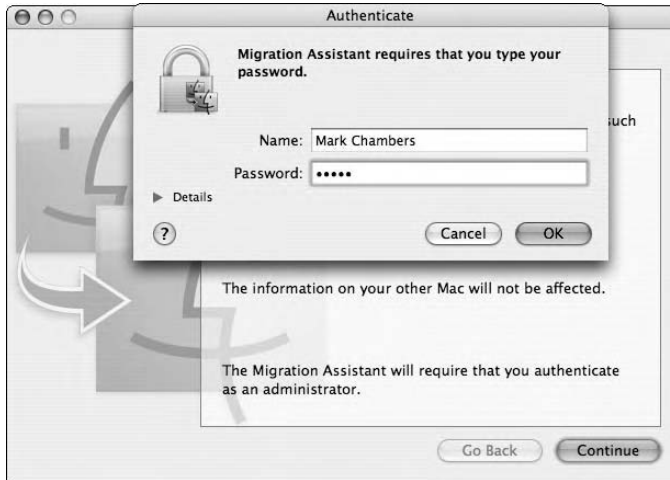 Authenticate
Migration Assistant requires that you type your
password.
such
Name: Mark Chambers
Password: •••••
Details
?
Cancel OK
The information on your other Mac will not be affected.
The Migration Assistant will require that you authenticate
as an administrator.
Go Back Continue